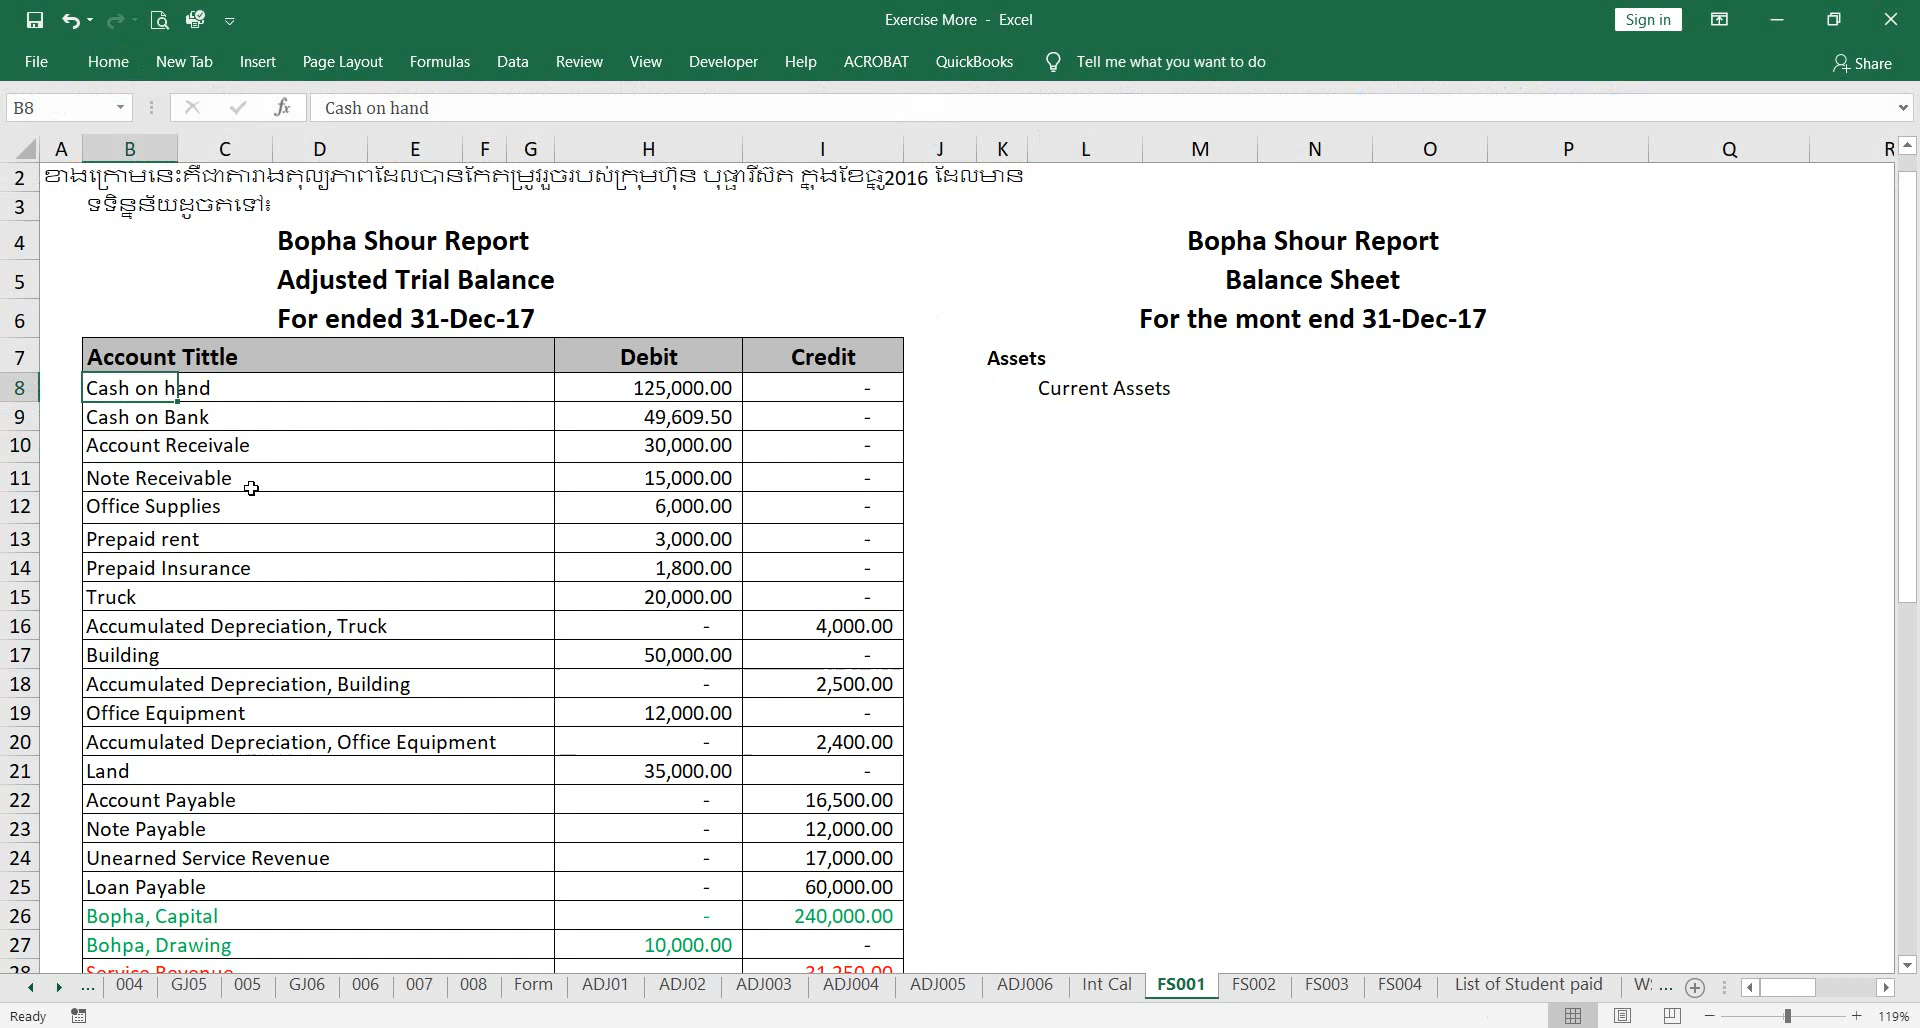 Exercise More - Excel
Sign in
File Home New Tab Insert Page Layout Formulas Data Review View Developer Help ACROBAT QuickBooks Tell me what you want to do Share
B8 fx Cash on hand
A B C D E F G H I J K L M N O P Q R
2 ខាងក្រោមនេះគឺជាតារាងតុល្យភាពដែលបានកែតម្រូវរួចរបស់ក្រុមហ៊ុន បុផ្ផារីស៊ត ក្នុងខែធ្នូ2016 ដែលមាន
3 ទទិន្នន័យដូចតទៅ៖
4 Bopha Shour Report Bopha Shour Report
5 Adjusted Trial Balance Balance Sheet
6 For ended 31-Dec-17 For the mont end 31-Dec-17
7 Account Tittle Debit Credit Assets
8 Cash on hand 125,000.00 - Current Assets
9 Cash on Bank 49,609.50 -
10 Account Receivale 30,000.00 -
11 Note Receivable 15,000.00 -
12 Office Supplies 6,000.00 -
13 Prepaid rent 3,000.00 -
14 Prepaid Insurance 1,800.00 -
15 Truck 20,000.00 -
16 Accumulated Depreciation, Truck - 4,000.00
17 Building 50,000.00 -
18 Accumulated Depreciation, Building - 2,500.00
19 Office Equipment 12,000.00 -
20 Accumulated Depreciation, Office Equipment - 2,400.00
21 Land 35,000.00 -
22 Account Payable - 16,500.00
23 Note Payable - 12,000.00
24 Unearned Service Revenue - 17,000.00
25 Loan Payable - 60,000.00
26 Bopha, Capital - 240,000.00
27 Bohpa, Drawing 10,000.00 -
28 Service Revenue 31,250.00
... 004 GJ05 005 GJ06 006 007 008 Form ADJ01 ADJ02 ADJ003 ADJ004 ADJ005 ADJ006 Int Cal FS001 FS002 FS003 FS004 List of Student paid W: ...
Ready 119%